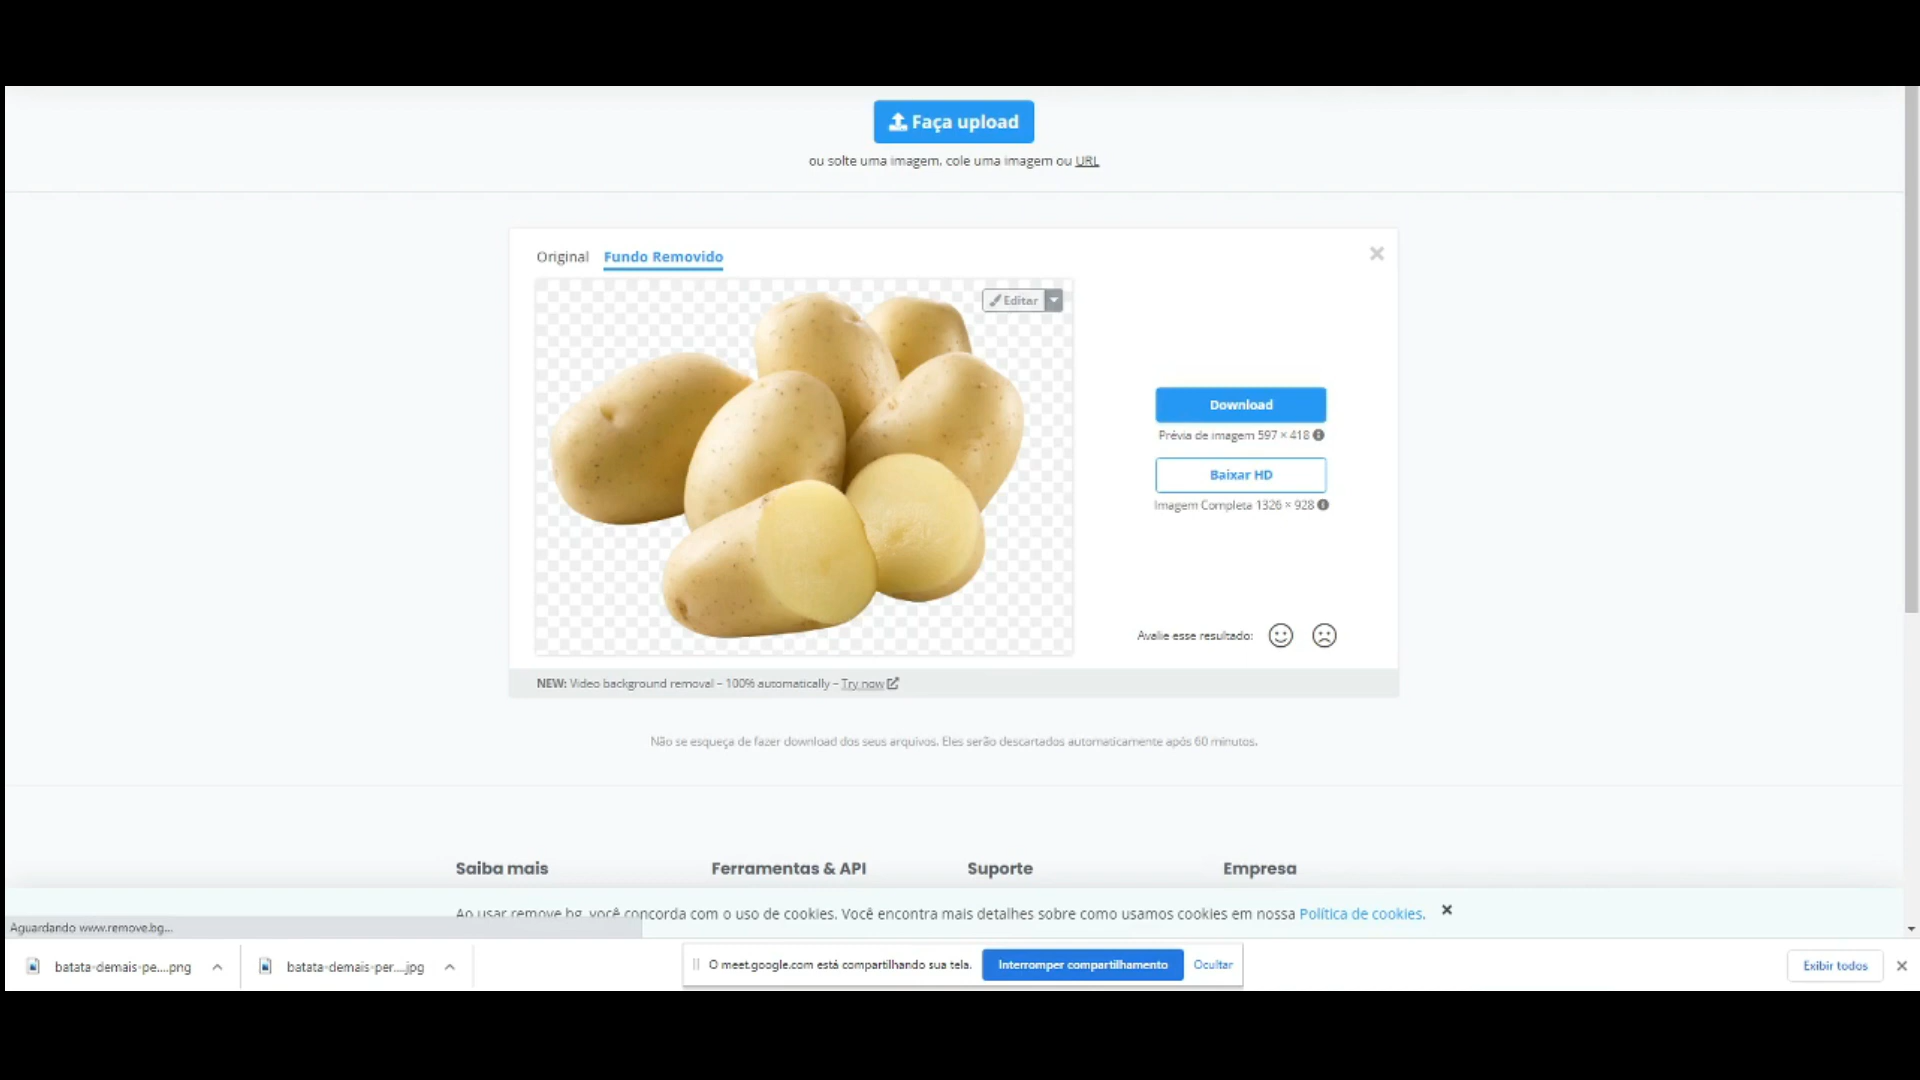 Faça upload
ou solte uma imagem, cole uma imagem ou URL
Original Fundo Removido
Editar
Download
Prévia de imagem 597 × 418
Baixar HD
Imagem Completa 1326 × 928
Avalie esse resultado:
NEW: Video background removal – 100% automatically – Try now
Não se esqueça de fazer download dos seus arquivos. Eles serão descartados automaticamente após 60 minutos.
Saiba mais Ferramentas & API Suporte Empresa
Ao usar remove.bg, você concorda com o uso de cookies. Você encontra mais detalhes sobre como usamos cookies em nossa Política de cookies.
Aguardando www.remove.bg...
batata-demais-pe....png batata-demais-per....jpg O meet.google.com está compartilhando sua tela. Interromper compartilhamento Ocultar Exibir todos